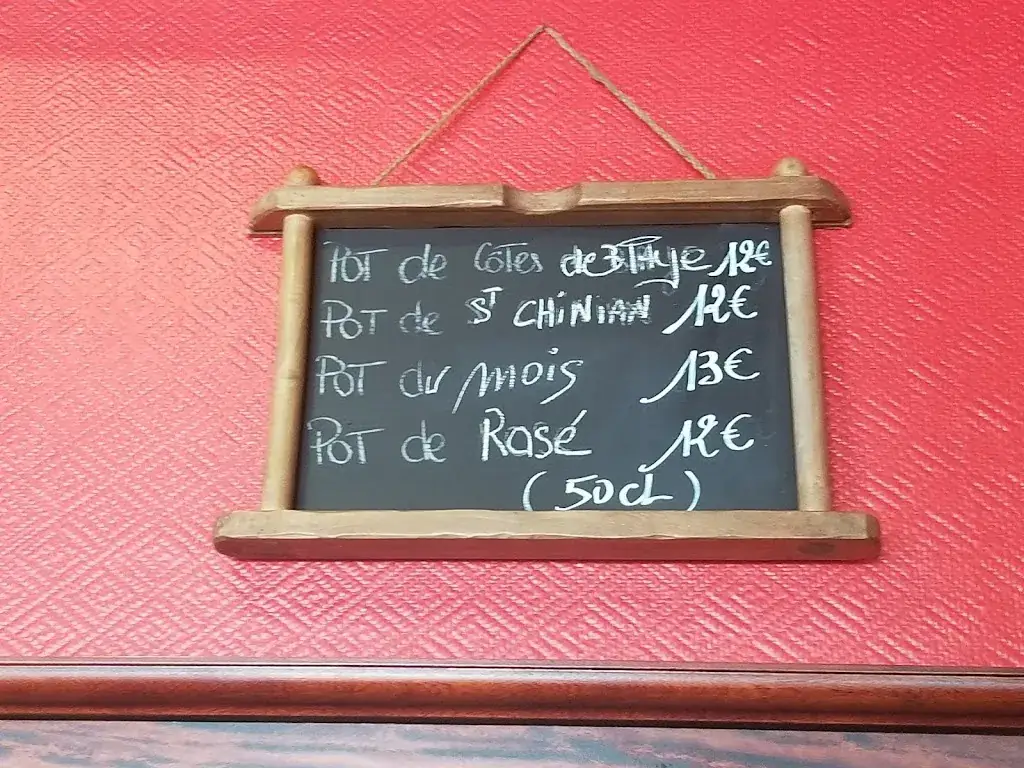 POT de Côtes de Blaye 12€
POT de ST CHiNiAN 12€
POT du mois 13€
POT de Rosé 12€
(50cL)